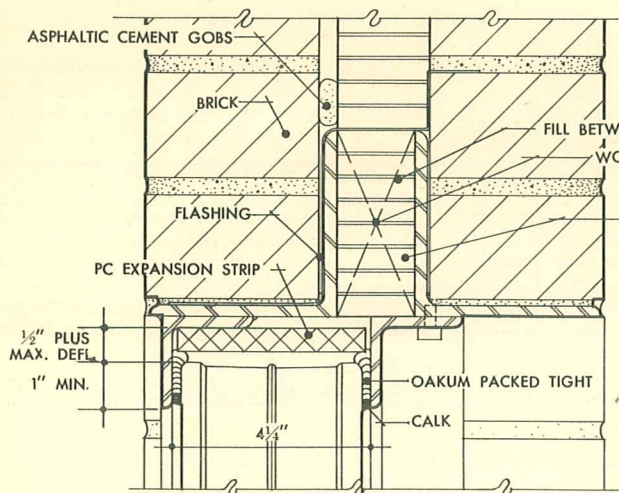 ASPHALTIC CEMENT GOBS
BRICK
FILL BETW
WO
FLASHING
PC EXPANSION STRIP
½" PLUS
MAX. DEFL.
1" MIN.
OAKUM PACKED TIGHT
CALK
4¼"